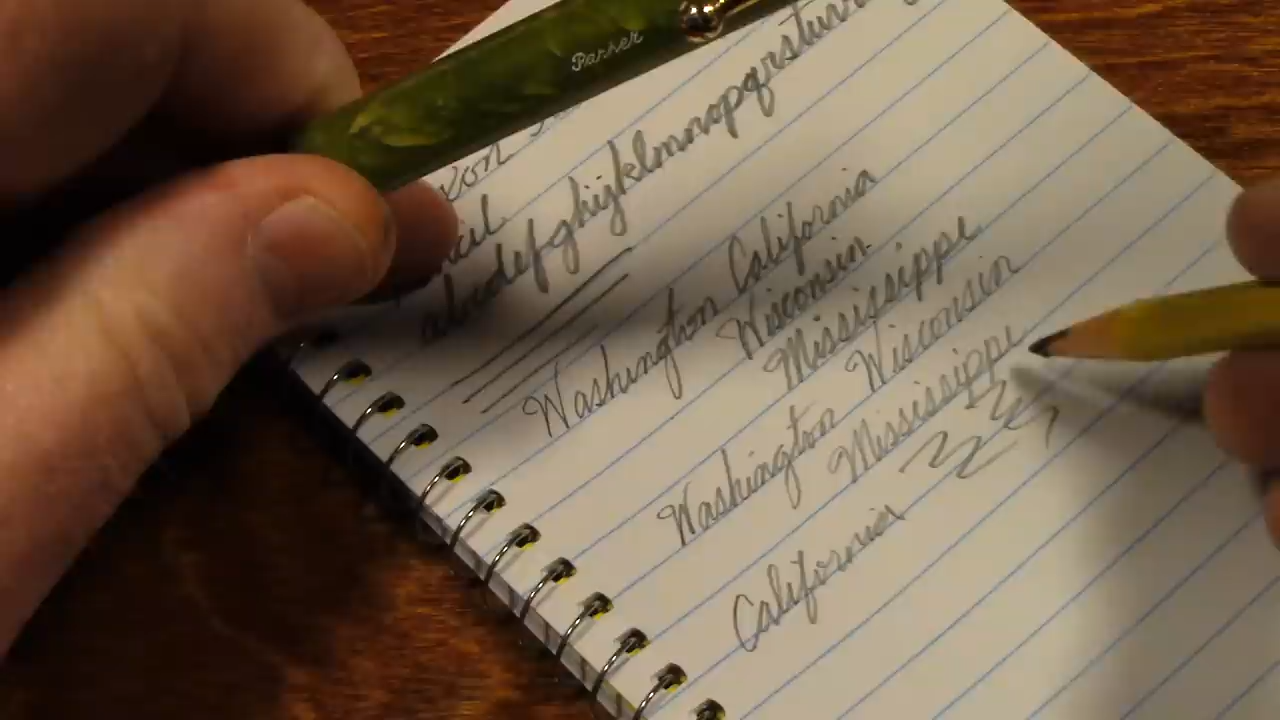 Parker
abcdefghijklmnopqrstuv
Washington California
Wisconsin
Mississippi
Washington Wisconsin
Mississippi
California